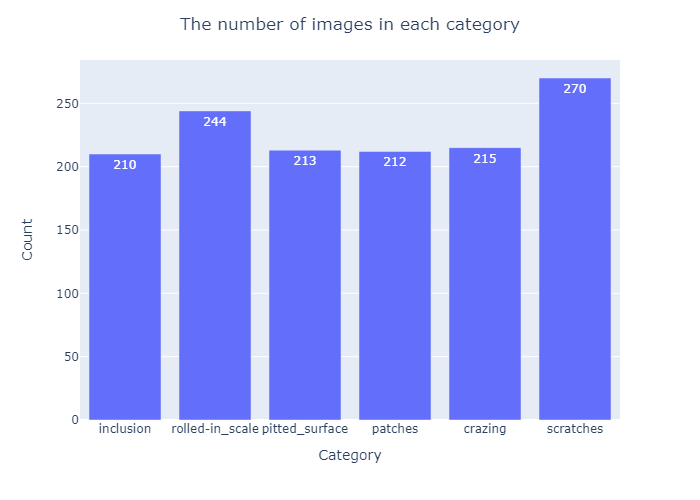 The number of images in each category
250
200
150
100
50
0
Count
210
244
213
212
215
270
inclusion
rolled-in_scale
pitted_surface
patches
crazing
scratches
Category